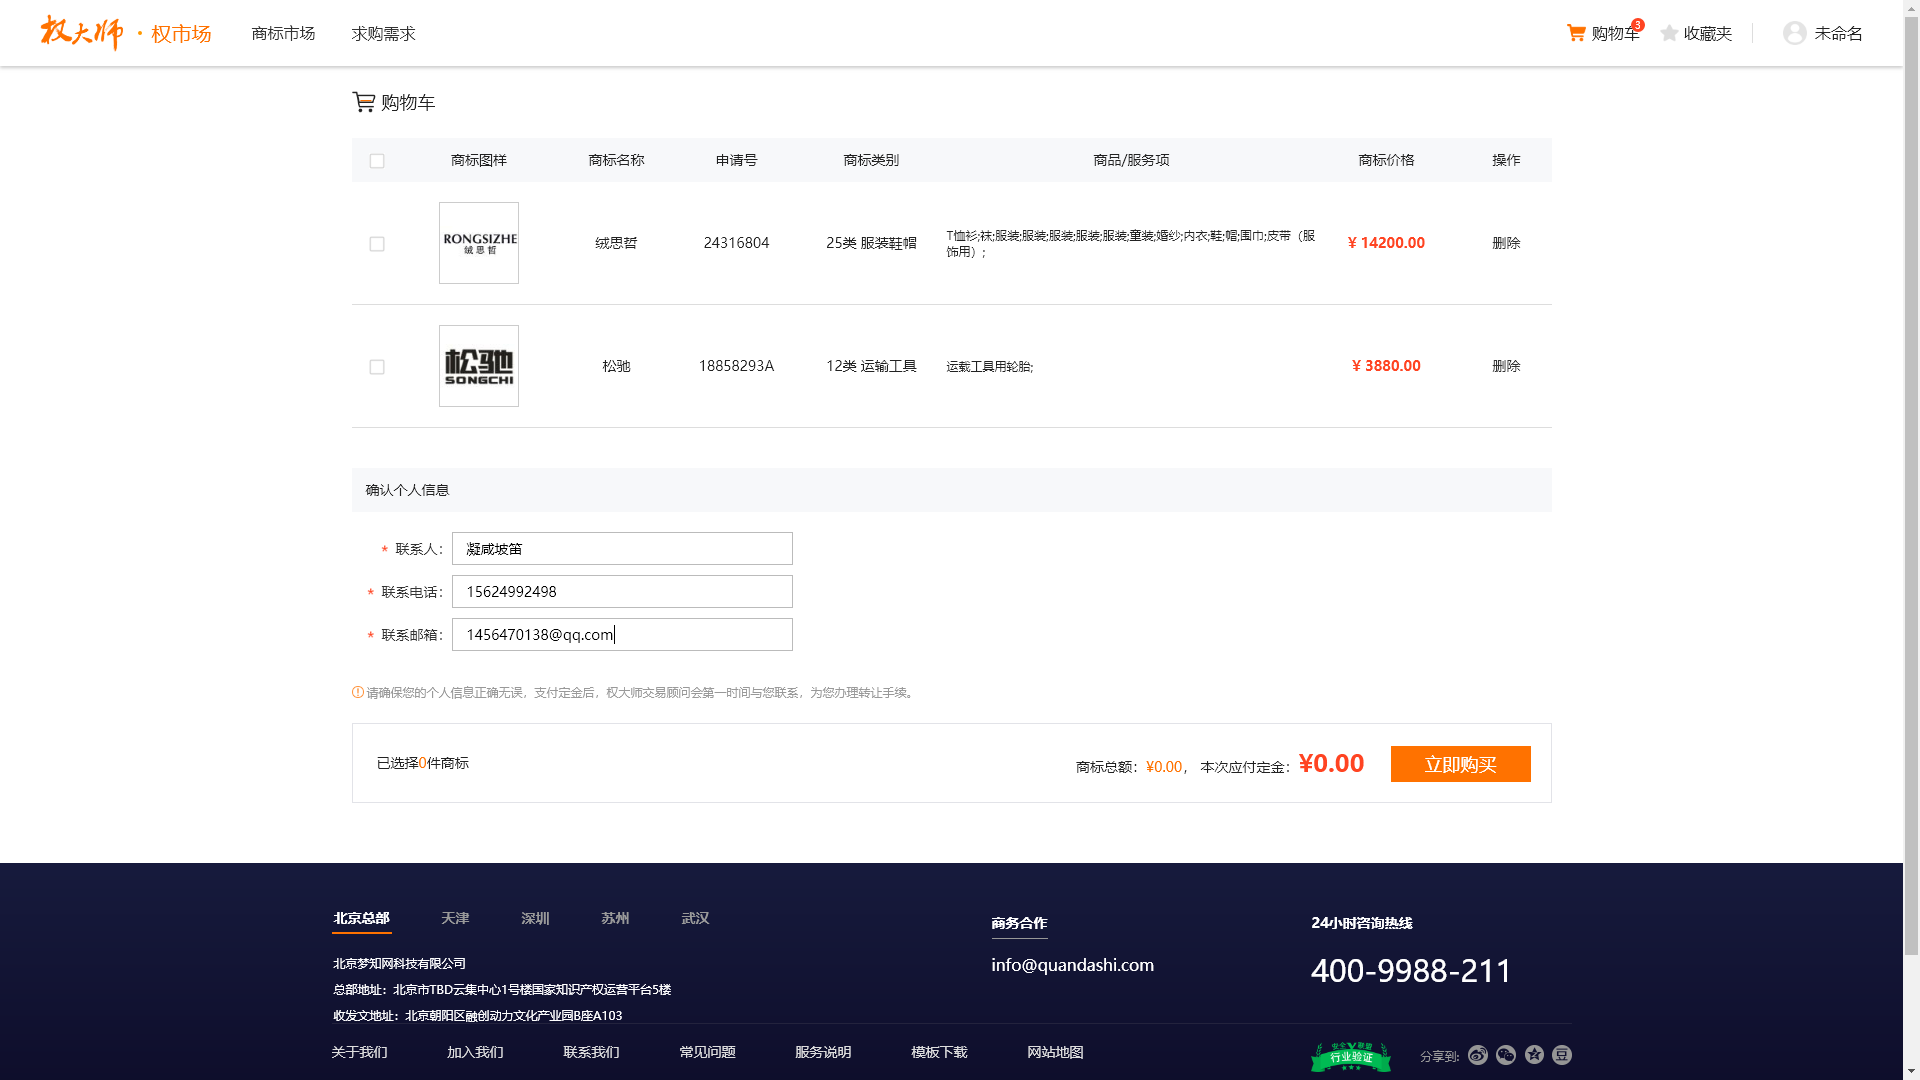 权大师 · 权市场 商标市场 求购需求 购物车 3 收藏夹 未命名
购物车
商标图样 商标名称 申请号 商标类别 商品/服务项 商标价格 操作
RONGSIZHE
绒思哲
绒思哲 24316804 25类 服装鞋帽 T恤衫;袜;服装;服装;服装;服装;服装;童装;婚纱;内衣;鞋;帽;围巾;皮带（服
饰用）; ¥ 14200.00 删除
松驰
SONGCHI
松驰 18858293A 12类 运输工具 运载工具用轮胎; ¥ 3880.00 删除
确认个人信息
* 联系人： 凝咸坡笛
* 联系电话： 15624992498
* 联系邮箱： 1456470138@qq.com
请确保您的个人信息正确无误，支付定金后，权大师交易顾问会第一时间与您联系，为您办理转让手续。
已选择0件商标 商标总额：¥0.00， 本次应付定金：¥0.00 立即购买
北京总部 天津 深圳 苏州 武汉
北京梦知网科技有限公司
总部地址：北京市TBD云集中心1号楼国家知识产权运营平台5楼
收发文地址：北京朝阳区融创动力文化产业园B座A103
商务合作
info@quandashi.com
24小时咨询热线
400-9988-211
关于我们 加入我们 联系我们 常见问题 服务说明 模板下载 网站地图
安全V联盟
行业验证
分享到: